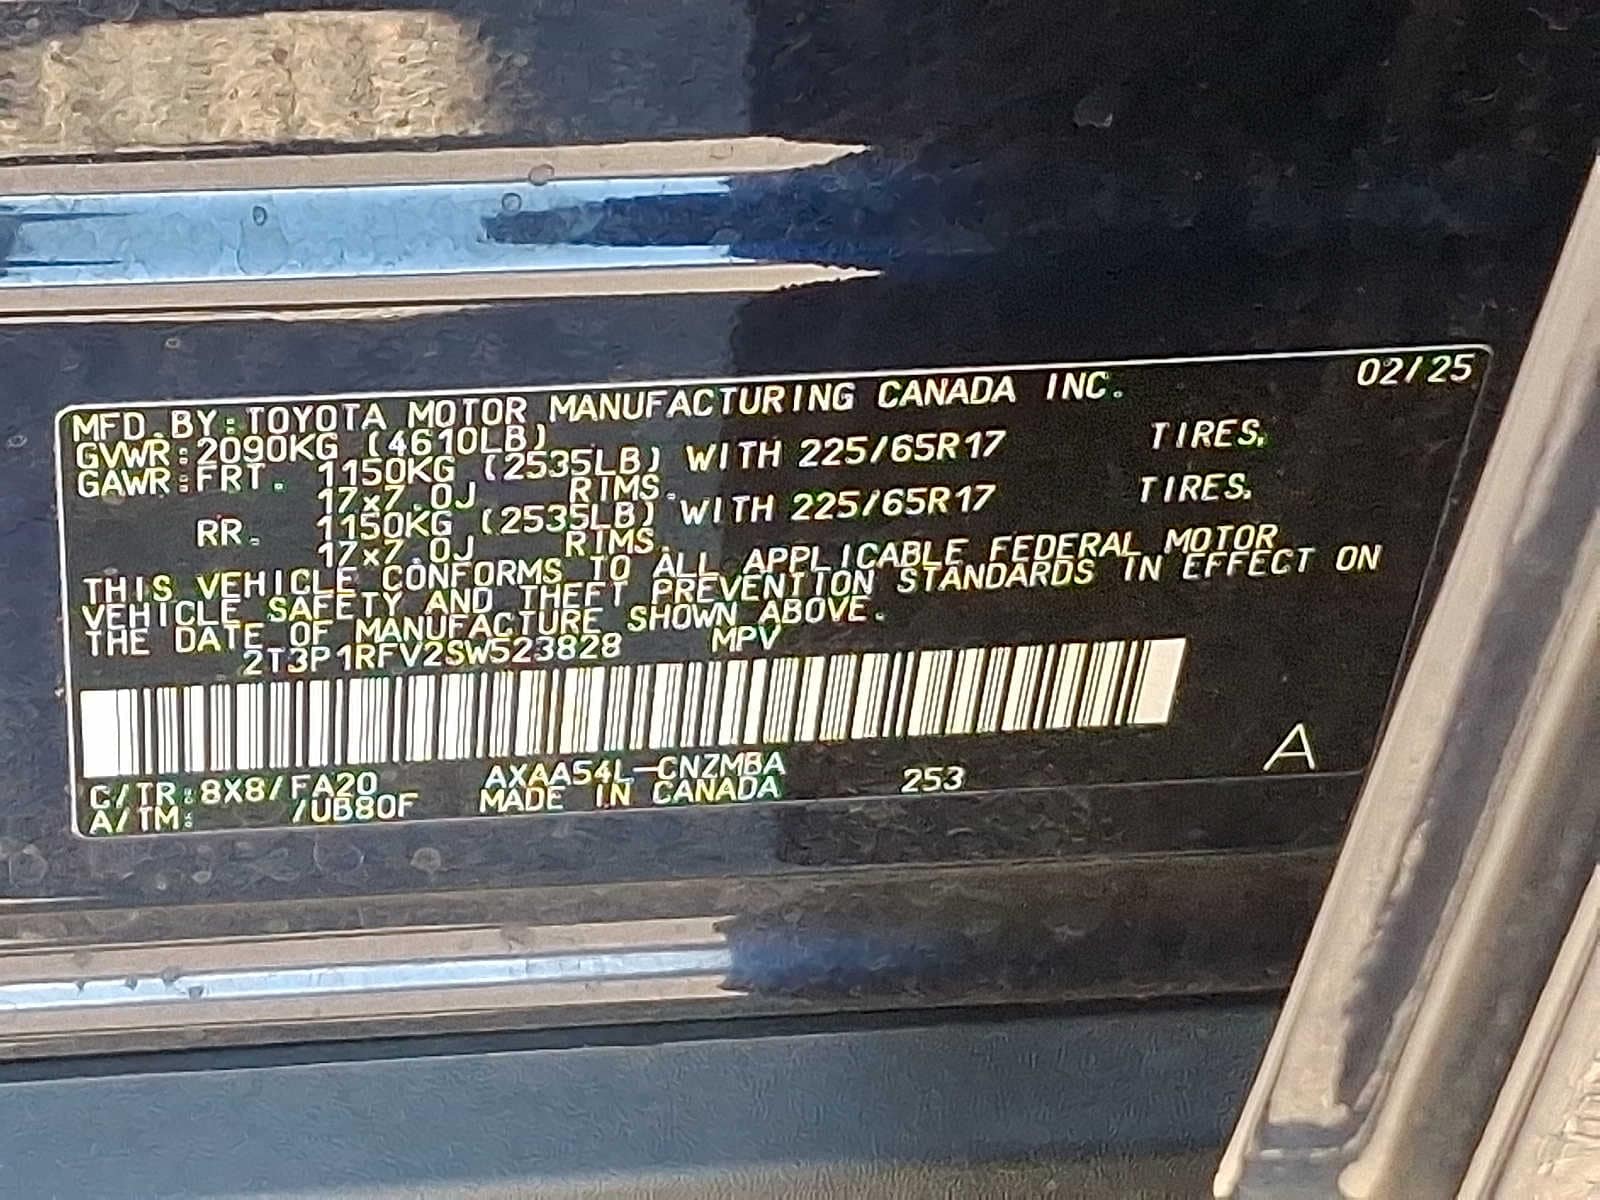 02/25
MFD.BY:TOYOTA MOTOR MANUFACTURING CANADA INC.
GVWR:2090KG (4610LB)
GAWR:FRT. 1150KG (2535LB) WITH 225/65R17 TIRES.
17x7.0J RIMS.
RR. 1150KG (2535LB) WITH 225/65R17 TIRES.
17x7.0J RIMS.
THIS VEHICLE CONFORMS TO ALL APPLICABLE FEDERAL MOTOR
VEHICLE SAFETY AND THEFT PREVENTION STANDARDS IN EFFECT ON
THE DATE OF MANUFACTURE SHOWN ABOVE.
2T3P1RFV2SW523828 MPV
C/TR:8X8/FA20 AXAA54L-CNZMBA 253 A
A/TM: /UB80F MADE IN CANADA